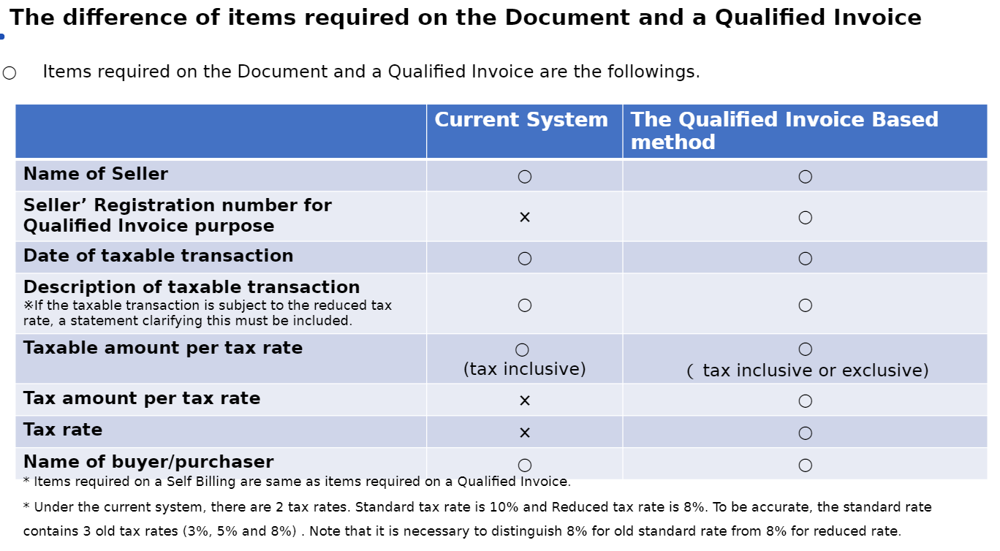 The difference of items required on the Document and a Qualified Invoice
•
○ Items required on the Document and a Qualified Invoice are the followings.
Current System
The Qualified Invoice Based
method
Name of Seller ○ ○
Seller’ Registration number for
Qualified Invoice purpose
× ○
Date of taxable transaction ○ ○
Description of taxable transaction
※If the taxable transaction is subject to the reduced tax
rate, a statement clarifying this must be included.
○ ○
Taxable amount per tax rate
○
(tax inclusive)
○
( tax inclusive or exclusive)
Tax amount per tax rate × ○
Tax rate × ○
Name of buyer/purchaser ○ ○
* Items required on a Self Billing are same as items required on a Qualified Invoice.
* Under the current system, there are 2 tax rates. Standard tax rate is 10% and Reduced tax rate is 8%. To be accurate, the standard rate
contains 3 old tax rates (3%, 5% and 8%) . Note that it is necessary to distinguish 8% for old standard rate from 8% for reduced rate.